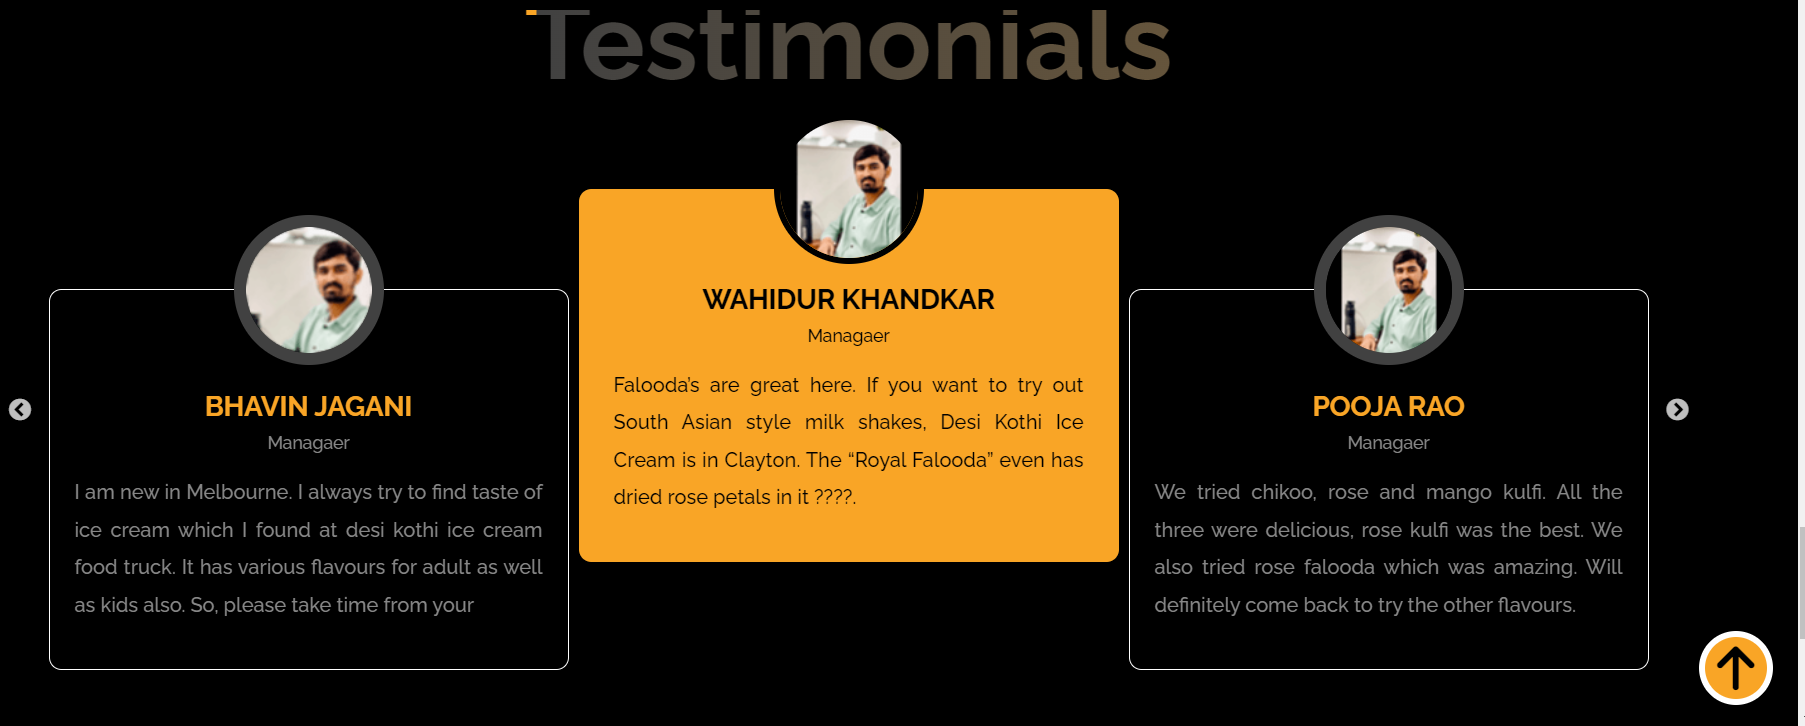 Testimonials
BHAVIN JAGANI
Managaer
I am new in Melbourne. I always try to find taste of
ice cream which I found at desi kothi ice cream
food truck. It has various flavours for adult as well
as kids also. So, please take time from your
WAHIDUR KHANDKAR
Managaer
Falooda’s are great here. If you want to try out
South Asian style milk shakes, Desi Kothi Ice
Cream is in Clayton. The “Royal Falooda” even has
dried rose petals in it ????.
POOJA RAO
Managaer
We tried chikoo, rose and mango kulfi. All the
three were delicious, rose kulfi was the best. We
also tried rose falooda which was amazing. Will
definitely come back to try the other flavours.